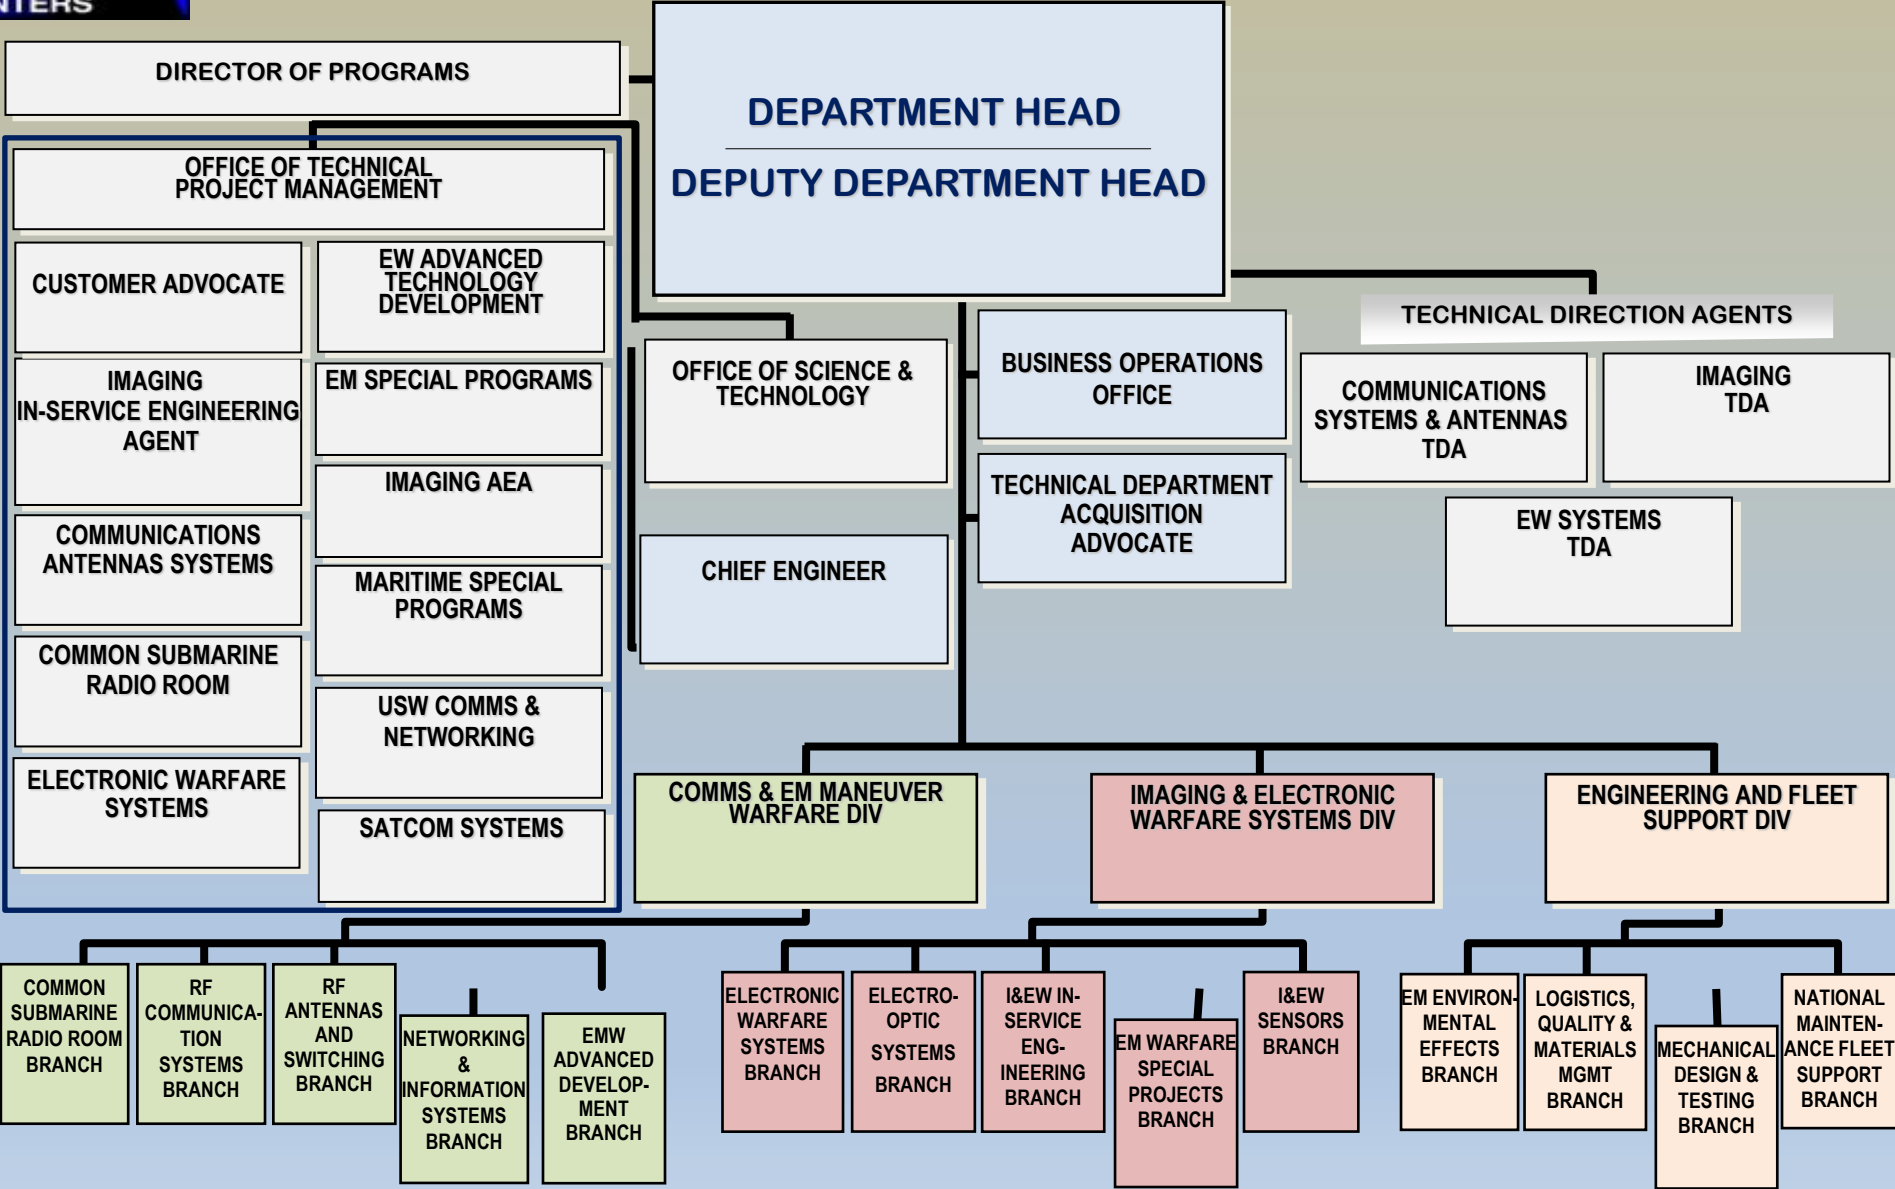 NTERS
DIRECTOR OF PROGRAMS
DEPARTMENT HEAD
DEPUTY DEPARTMENT HEAD
OFFICE OF TECHNICAL
PROJECT MANAGEMENT
CUSTOMER ADVOCATE
EW ADVANCED
TECHNOLOGY
DEVELOPMENT
IMAGING
IN-SERVICE ENGINEERING
AGENT
EM SPECIAL PROGRAMS
IMAGING AEA
COMMUNICATIONS
ANTENNAS SYSTEMS
MARITIME SPECIAL
PROGRAMS
COMMON SUBMARINE
RADIO ROOM
USW COMMS &
NETWORKING
ELECTRONIC WARFARE
SYSTEMS
SATCOM SYSTEMS
OFFICE OF SCIENCE &
TECHNOLOGY
CHIEF ENGINEER
BUSINESS OPERATIONS
OFFICE
TECHNICAL DEPARTMENT
ACQUISITION
ADVOCATE
TECHNICAL DIRECTION AGENTS
COMMUNICATIONS
SYSTEMS & ANTENNAS
TDA
IMAGING
TDA
EW SYSTEMS
TDA
COMMS & EM MANEUVER
WARFARE DIV
IMAGING & ELECTRONIC
WARFARE SYSTEMS DIV
ENGINEERING AND FLEET
SUPPORT DIV
COMMON
SUBMARINE
RADIO ROOM
BRANCH
RF
COMMUNICA-
TION
SYSTEMS
BRANCH
RF
ANTENNAS
AND
SWITCHING
BRANCH
NETWORKING
&
INFORMATION
SYSTEMS
BRANCH
EMW
ADVANCED
DEVELOP-
MENT
BRANCH
ELECTRONIC
WARFARE
SYSTEMS
BRANCH
ELECTRO-
OPTIC
SYSTEMS
BRANCH
I&EW IN-
SERVICE
ENG-
INEERING
BRANCH
EM WARFARE
SPECIAL
PROJECTS
BRANCH
I&EW
SENSORS
BRANCH
EM ENVIRON-
MENTAL
EFFECTS
BRANCH
LOGISTICS,
QUALITY &
MATERIALS
MGMT
BRANCH
MECHANICAL
DESIGN &
TESTING
BRANCH
NATIONAL
MAINTEN-
ANCE FLEET
SUPPORT
BRANCH